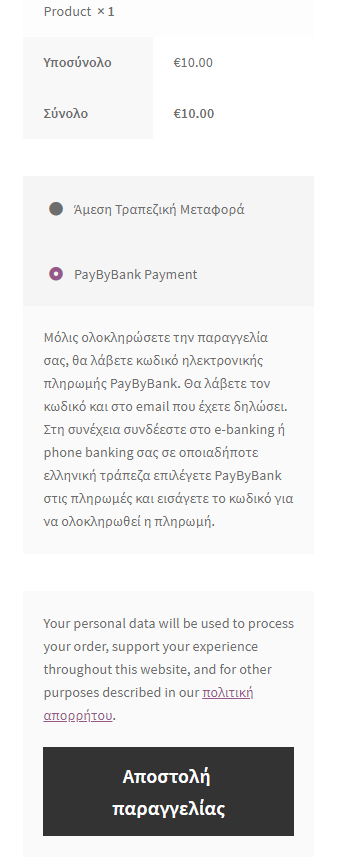 Product × 1
Υποσύνολο €10.00
Σύνολο €10.00
Άμεση Τραπεζική Μεταφορά
PayByBank Payment
Μόλις ολοκληρώσετε την παραγγελία
σας, θα λάβετε κωδικό ηλεκτρονικής
πληρωμής PayByBank. Θα λάβετε τον
κωδικό και στο email που έχετε δηλώσει.
Στη συνέχεια συνδέεστε στο e-banking ή
phone banking σας σε οποιαδήποτε
ελληνική τράπεζα επιλέγετε PayByBank
στις πληρωμές και εισάγετε το κωδικό για
να ολοκληρωθεί η πληρωμή.
Your personal data will be used to process
your order, support your experience
throughout this website, and for other
purposes described in our πολιτική
απορρήτου.
Αποστολή
παραγγελίας